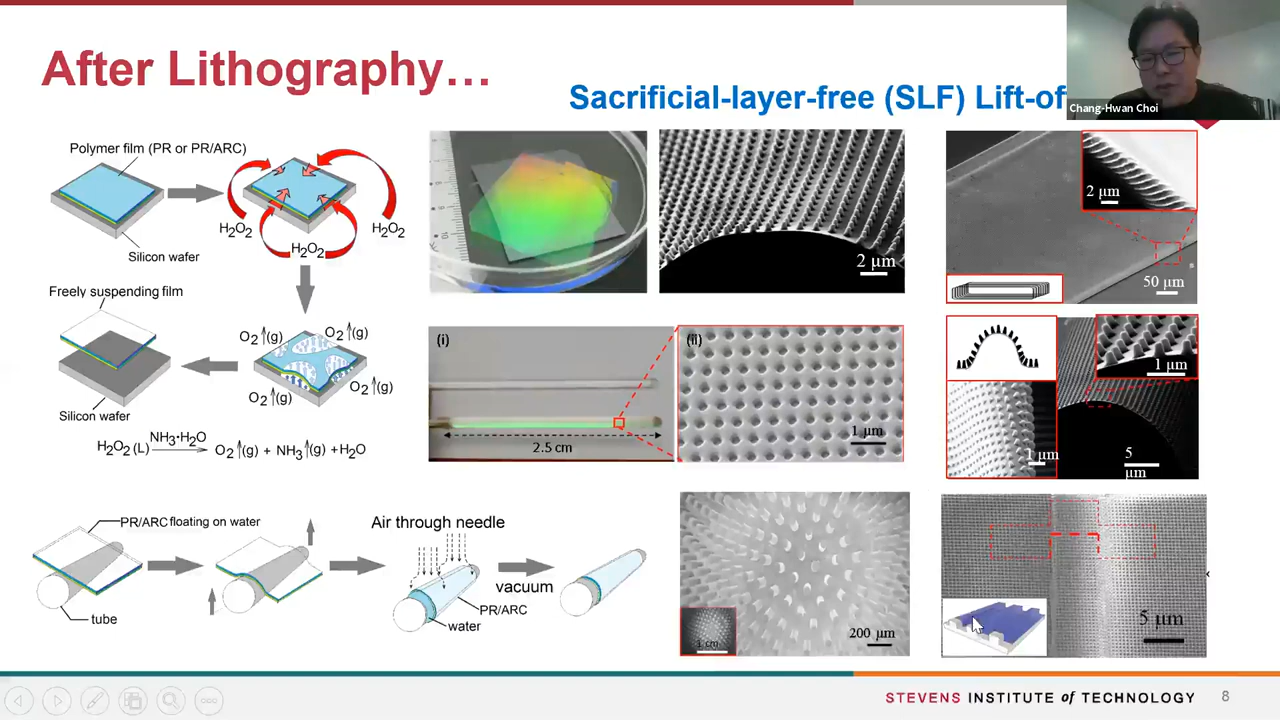 After Lithography…
Sacrificial-layer-free (SLF) Lift-of
Chang-Hwan Choi
Polymer film (PR or PR/ARC)
H2O2
H2O2
H2O2
Silicon wafer
Freely suspending film
O2 (g)
O2 (g)
O2 (g)
O2 (g)
Silicon wafer
H2O2 (L) NH3·H2O O2 (g) + NH3 (g) + H2O
PR/ARC floating on water
tube
Air through needle
vacuum
PR/ARC
water
2 μm
(i)
2.5 cm
(ii)
1 μm
200 μm
1 cm
2 μm
50 μm
1 μm
1 μm
5 μm
5 μm
STEVENS INSTITUTE of TECHNOLOGY
8